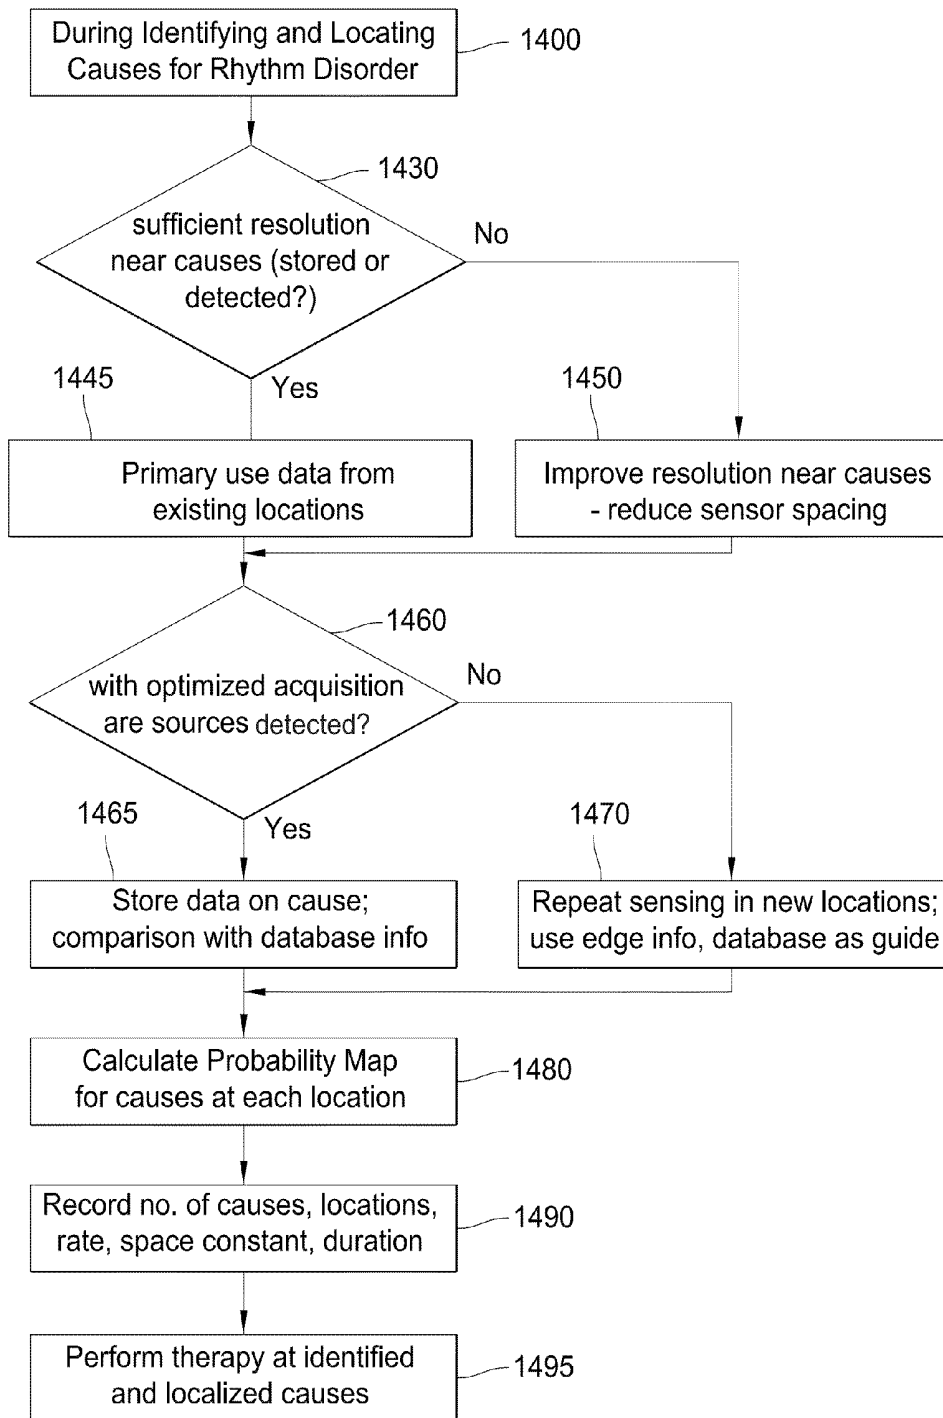 During Identifying and Locating
Causes for Rhythm Disorder
1400
1430
sufficient resolution
near causes (stored or
detected?)
No
Yes
1445
1450
Primary use data from
existing locations
Improve resolution near causes
- reduce sensor spacing
1460
with optimized acquisition
are sources detected?
No
Yes
1465
1470
Store data on cause;
comparison with database info
Repeat sensing in new locations;
use edge info, database as guide
Calculate Probability Map
for causes at each location
1480
Record no. of causes, locations,
rate, space constant, duration
1490
Perform therapy at identified
and localized causes
1495